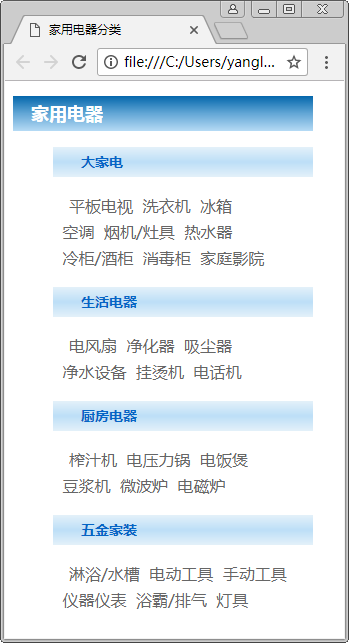 家用电器分类
file:///C:/Users/yangl...
家用电器
大家电
平板电视 洗衣机 冰箱
空调 烟机/灶具 热水器
冷柜/酒柜 消毒柜 家庭影院
生活电器
电风扇 净化器 吸尘器
净水设备 挂烫机 电话机
厨房电器
榨汁机 电压力锅 电饭煲
豆浆机 微波炉 电磁炉
五金家装
淋浴/水槽 电动工具 手动工具
仪器仪表 浴霸/排气 灯具